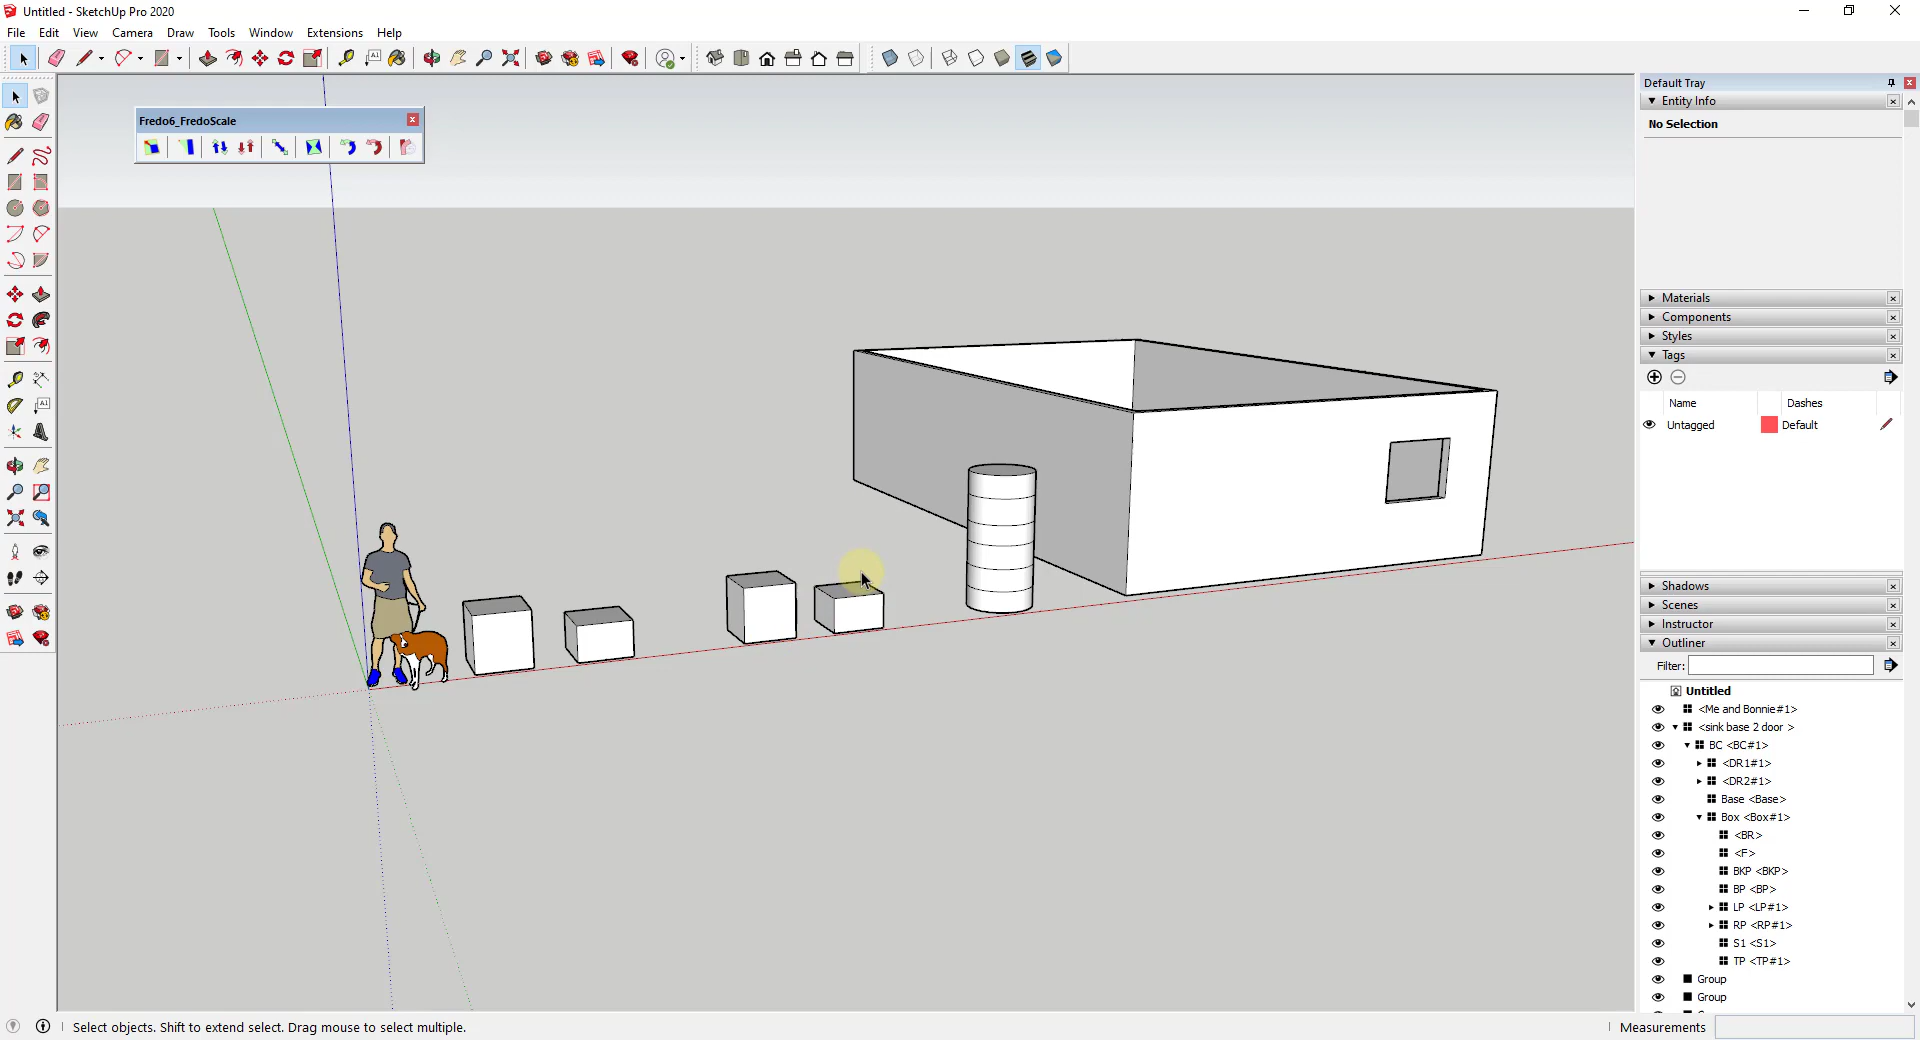 Untitled - SketchUp Pro 2020
File Edit View Camera Draw Tools Window Extensions Help
A1
Default Tray
Entity Info
No Selection
Fredo6_FredoScale
Materials
Components
Styles
Tags
Name Dashes
Untagged Default
A1
Shadows
Scenes
Instructor
Outliner
Filter:
Untitled
<Me and Bonnie#1>
<sink base 2 door >
BC <BC#1>
<DR1#1>
<DR2#1>
Base <Base>
Box <Box#1>
<BR>
<F>
BKP <BKP>
BP <BP>
LP <LP#1>
RP <RP#1>
S1 <S1>
TP <TP#1>
Group
Group
Select objects. Shift to extend select. Drag mouse to select multiple.
Measurements